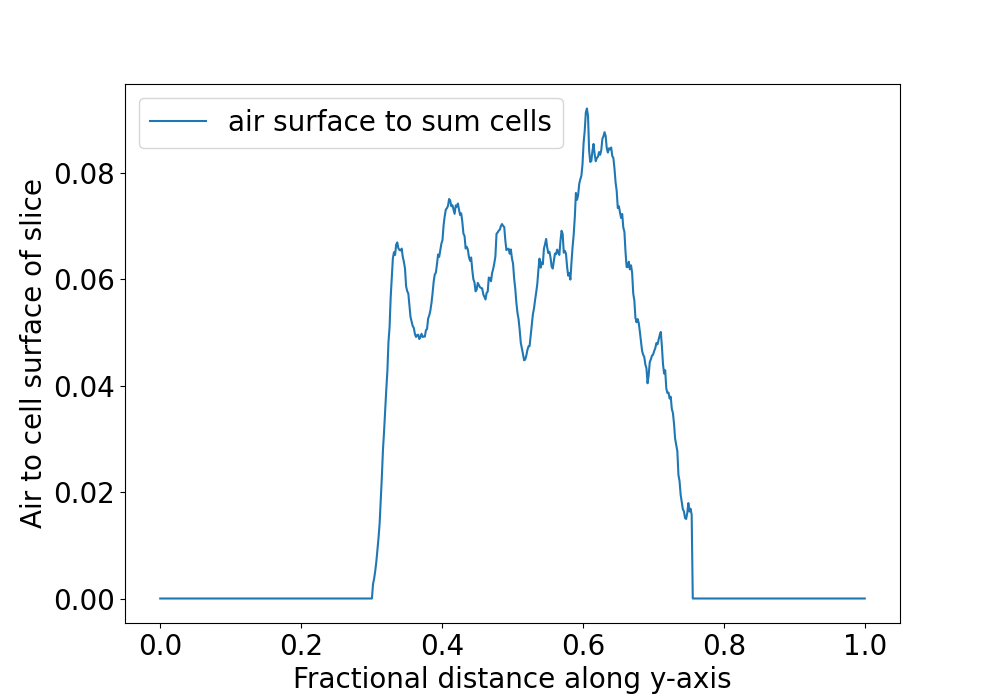 air surface to sum cells
Air to cell surface of slice
0.08
0.06
0.04
0.02
0.00
0.0 0.2 0.4 0.6 0.8 1.0
Fractional distance along y-axis